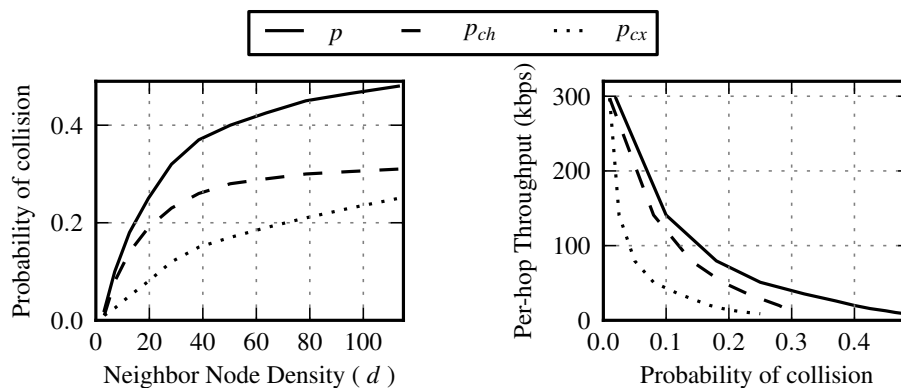 p p_ch p_cx
Probability of collision
0.4
0.2
0.0
0 20 40 60 80 100
Neighbor Node Density ( d )
Per-hop Throughput (kbps)
300
200
100
0
0.0 0.1 0.2 0.3 0.4
Probability of collision